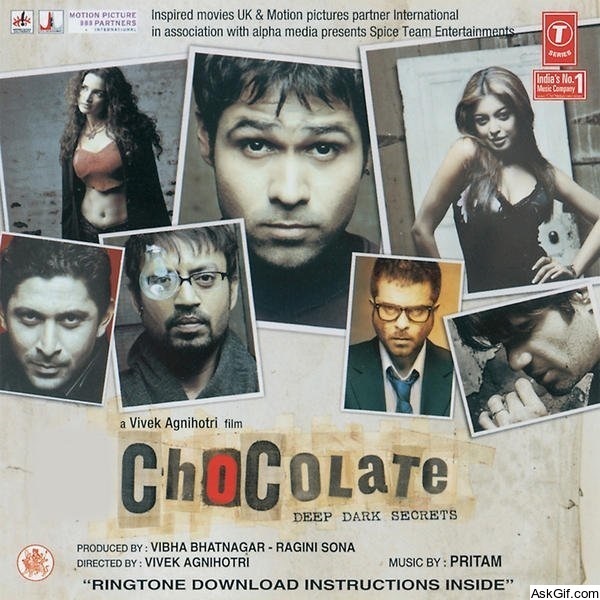 MOTION PICTURE
PARTNERS
INTERNATIONAL
Inspired movies UK & Motion pictures partner International
in association with alpha media presents Spice Team Entertainments
T
SERIES
India's No.1
Music Company
a Vivek Agnihotri film
ChOCOLATE
DEEP DARK SECRETS
PRODUCED BY : VIBHA BHATNAGAR - RAGINI SONA
DIRECTED BY : VIVEK AGNIHOTRI
MUSIC BY : PRITAM
"RINGTONE DOWNLOAD INSTRUCTIONS INSIDE"
AskGif.com